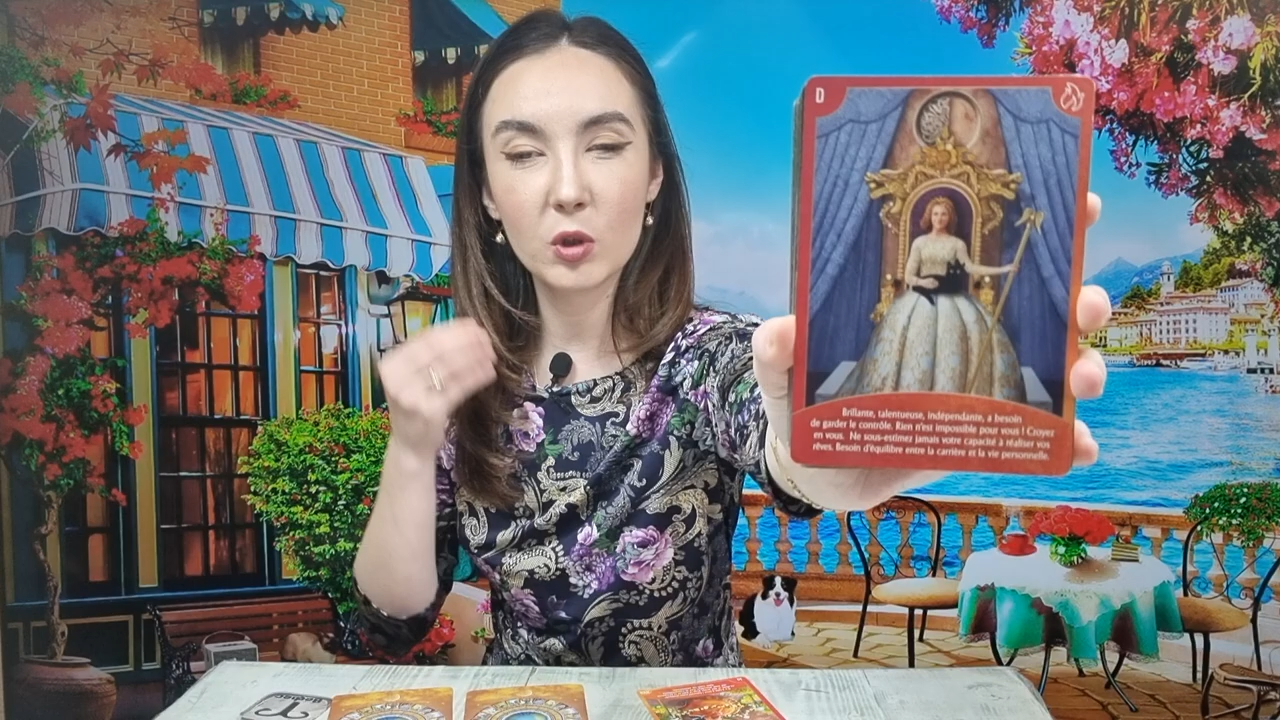 D
Brillante, talentueuse, indépendante, a besoin
de garder le contrôle. Rien n'est impossible pour vous ! Croyez
en vous. Ne sous-estimez jamais votre capacité à réaliser vos
rêves. Besoin d'équilibre entre la carrière et la vie personnelle.